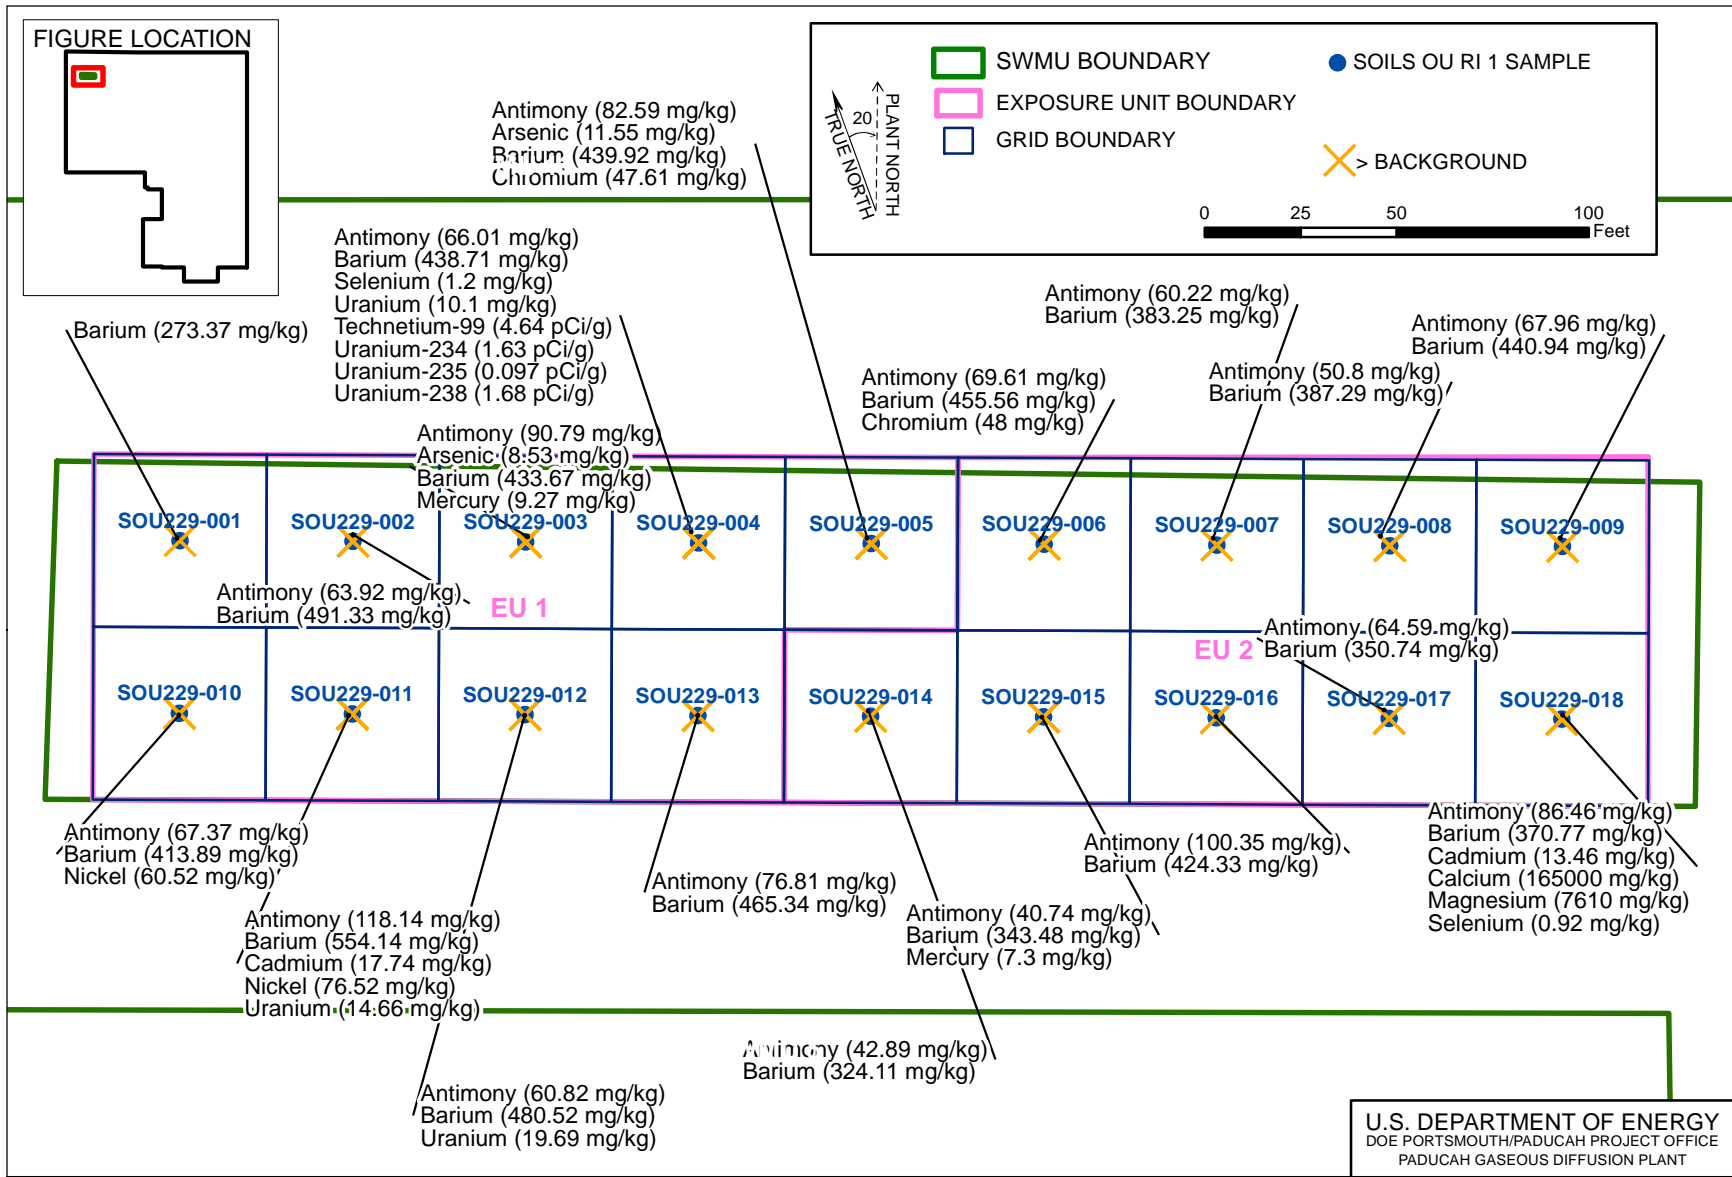 FIGURE LOCATION
SWMU BOUNDARY
EXPOSURE UNIT BOUNDARY
GRID BOUNDARY
SOILS OU RI 1 SAMPLE
> BACKGROUND
TRUE NORTH
20
PLANT NORTH
0 25 50 100
Feet
Antimony (82.59 mg/kg)
Arsenic (11.55 mg/kg)
Barium (439.92 mg/kg)
Chromium (47.61 mg/kg)
Antimony (66.01 mg/kg)
Barium (438.71 mg/kg)
Selenium (1.2 mg/kg)
Uranium (10.1 mg/kg)
Technetium-99 (4.64 pCi/g)
Uranium-234 (1.63 pCi/g)
Uranium-235 (0.097 pCi/g)
Uranium-238 (1.68 pCi/g)
Barium (273.37 mg/kg)
Antimony (60.22 mg/kg)
Barium (383.25 mg/kg)
Antimony (67.96 mg/kg)
Barium (440.94 mg/kg)
Antimony (69.61 mg/kg)
Barium (455.56 mg/kg)
Chromium (48 mg/kg)
Antimony (50.8 mg/kg)
Barium (387.29 mg/kg)
Antimony (90.79 mg/kg)
Arsenic (8.53 mg/kg)
Barium (433.67 mg/kg)
Mercury (9.27 mg/kg)
SOU229-001
SOU229-002
SOU229-003
SOU229-004
SOU229-005
SOU229-006
SOU229-007
SOU229-008
SOU229-009
Antimony (63.92 mg/kg)
Barium (491.33 mg/kg)
EU 1
EU 2
Antimony (64.59 mg/kg)
Barium (350.74 mg/kg)
SOU229-010
SOU229-011
SOU229-012
SOU229-013
SOU229-014
SOU229-015
SOU229-016
SOU229-017
SOU229-018
Antimony (67.37 mg/kg)
Barium (413.89 mg/kg)
Nickel (60.52 mg/kg)
Antimony (118.14 mg/kg)
Barium (554.14 mg/kg)
Cadmium (17.74 mg/kg)
Nickel (76.52 mg/kg)
Uranium (14.66 mg/kg)
Antimony (60.82 mg/kg)
Barium (480.52 mg/kg)
Uranium (19.69 mg/kg)
Antimony (76.81 mg/kg)
Barium (465.34 mg/kg)
Antimony (42.89 mg/kg)
Barium (324.11 mg/kg)
Antimony (40.74 mg/kg)
Barium (343.48 mg/kg)
Mercury (7.3 mg/kg)
Antimony (100.35 mg/kg)
Barium (424.33 mg/kg)
Antimony (86.46 mg/kg)
Barium (370.77 mg/kg)
Cadmium (13.46 mg/kg)
Calcium (165000 mg/kg)
Magnesium (7610 mg/kg)
Selenium (0.92 mg/kg)
U.S. DEPARTMENT OF ENERGY
DOE PORTSMOUTH/PADUCAH PROJECT OFFICE
PADUCAH GASEOUS DIFFUSION PLANT